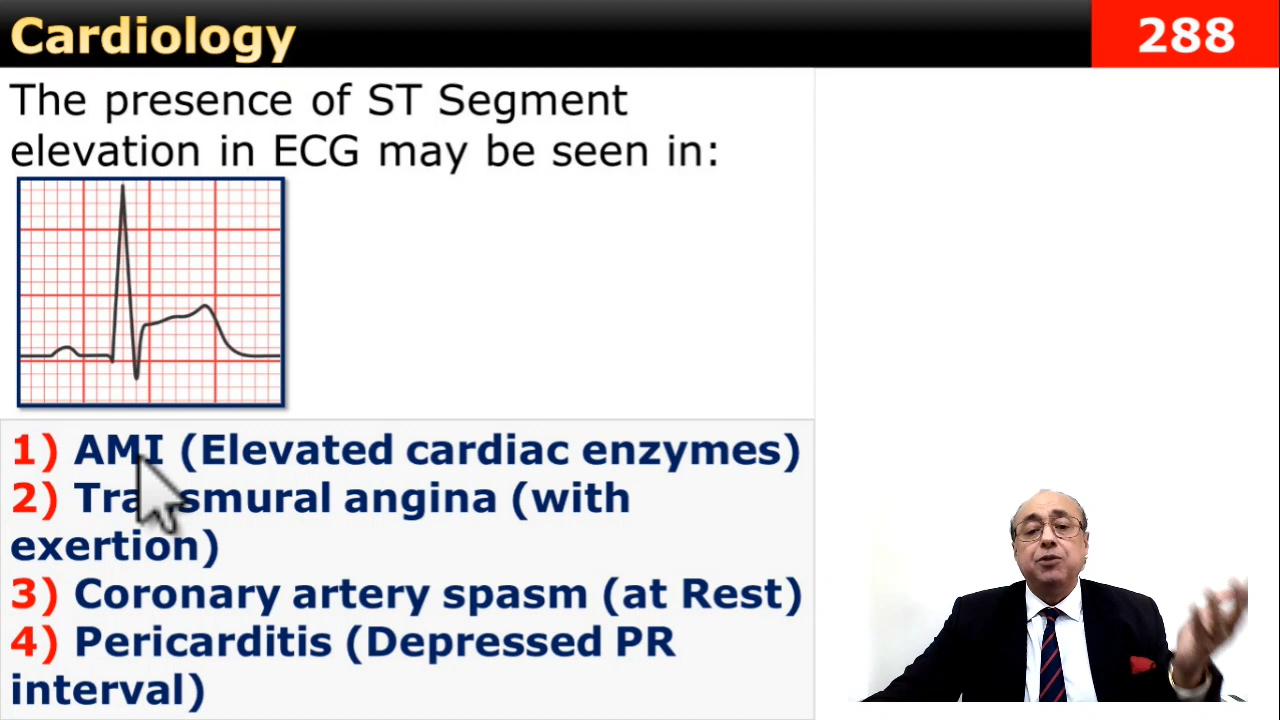 Cardiology
288
The presence of ST Segment
elevation in ECG may be seen in:
1) AMI (Elevated cardiac enzymes)
2) Transmural angina (with
exertion)
3) Coronary artery spasm (at Rest)
4) Pericarditis (Depressed PR
interval)